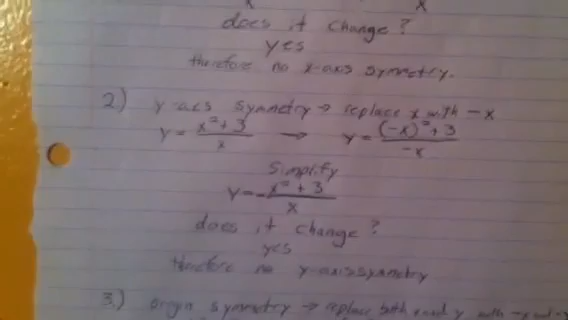 x x
does it change?
yes
therefore no x-axis symmetry.
2) y-axis symmetry → replace x with -x
y = x² + 3 / x → y = (-x)² + 3 / -x
Simplify
y = - x² + 3 / x
does it change?
yes
therefore no y-axis symmetry
3.) origin symmetry → replace both x and y with -x and -y